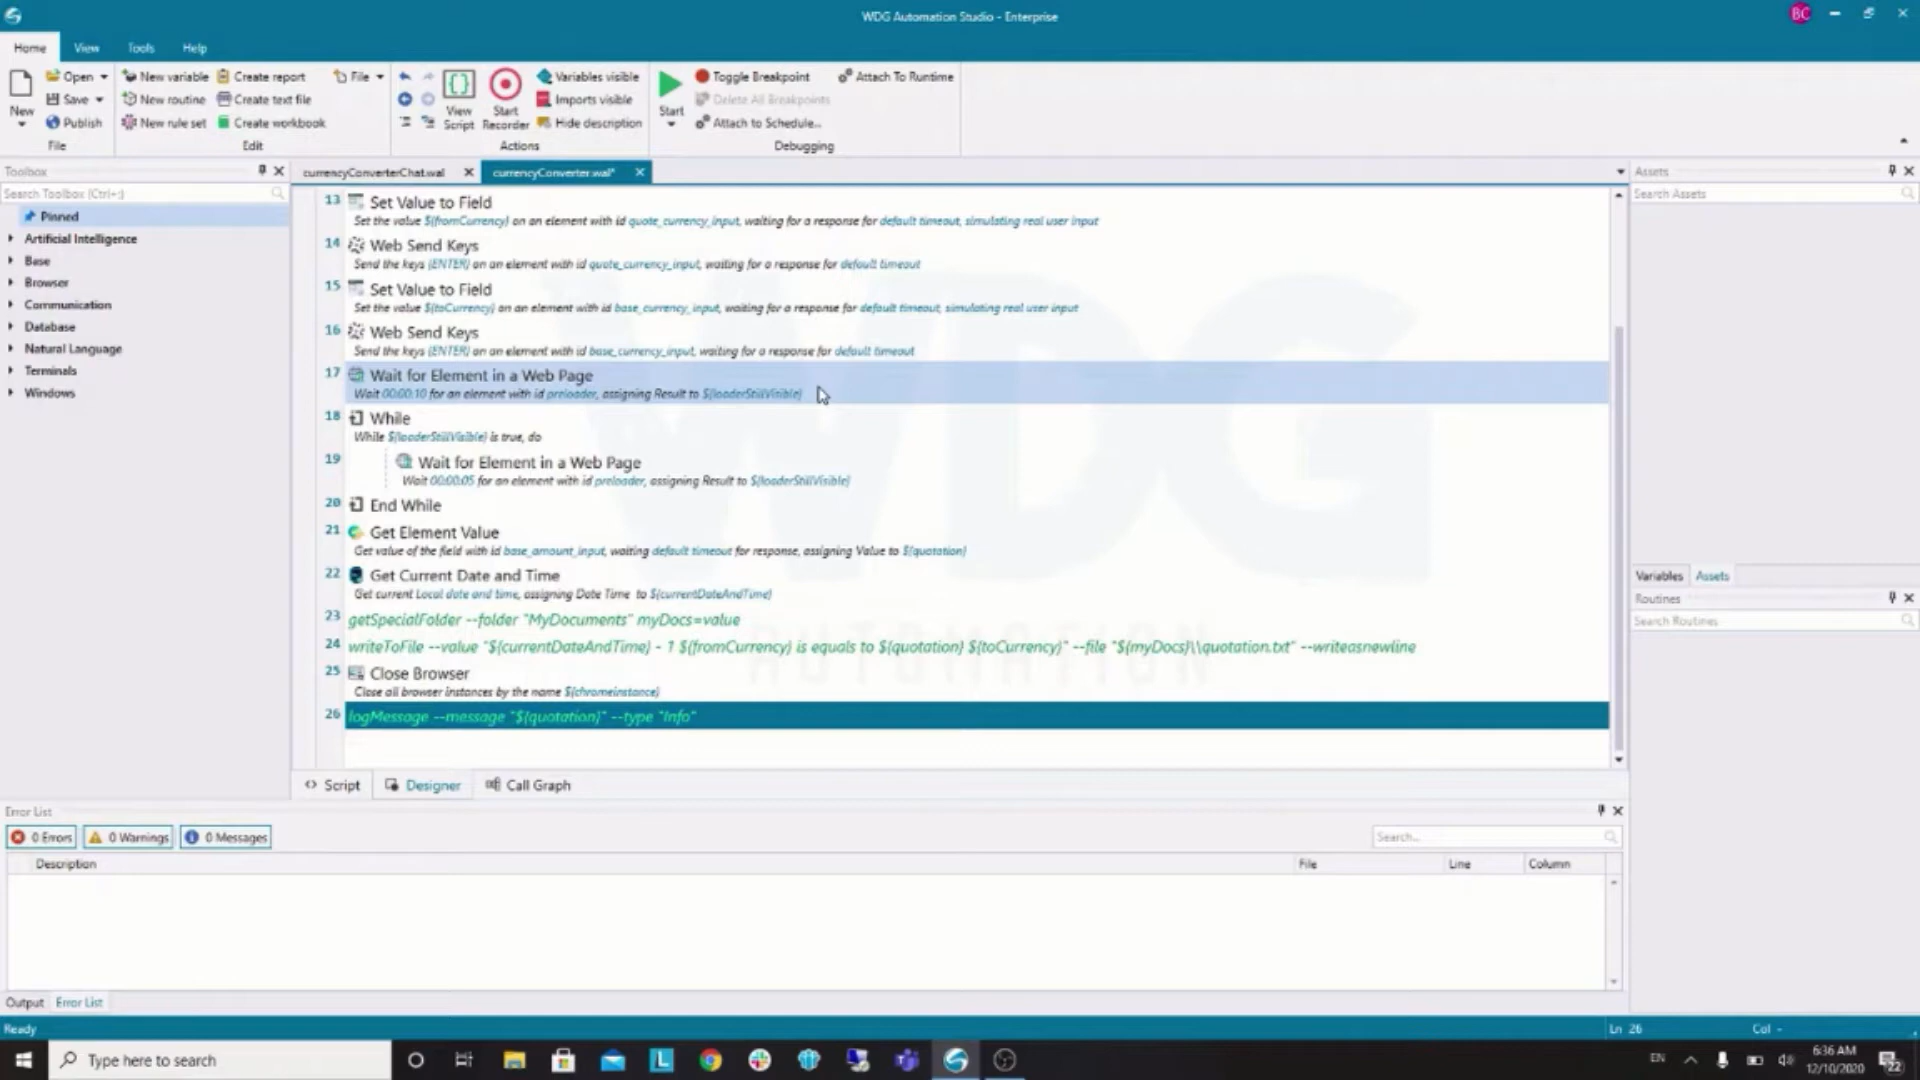 WDG Automation Studio - Enterprise
BC
Home View Tools Help
New
Open
Save
Publish
File
New variable
New routine
New rule set
Create report
Create text file
Create workbook
File
Edit
View Script
Start Recorder
Variables visible
Imports visible
Hide description
Actions
Start
Toggle Breakpoint
Delete All Breakpoints
Attach to Schedule...
Attach To Runtime
Debugging
Toolbox
Search Toolbox (Ctrl+;)
Pinned
Artificial Intelligence
Base
Browser
Communication
Database
Natural Language
Terminals
Windows
currencyConverterChat.wal
currencyConverter.wal*
13 Set Value to Field
Set the value ${fromCurrency} on an element with id quote_currency_input, waiting for a response for default timeout, simulating real user input
14 Web Send Keys
Send the keys {ENTER} on an element with id quote_currency_input, waiting for a response for default timeout
15 Set Value to Field
Set the value ${toCurrency} on an element with id base_currency_input, waiting for a response for default timeout, simulating real user input
16 Web Send Keys
Send the keys {ENTER} on an element with id base_currency_input, waiting for a response for default timeout
17 Wait for Element in a Web Page
Wait 00:00:10 for an element with id preloader, assigning Result to ${loaderStillVisible}
18 While
While ${loaderStillVisible} is true, do
19 Wait for Element in a Web Page
Wait 00:00:05 for an element with id preloader, assigning Result to ${loaderStillVisible}
20 End While
21 Get Element Value
Get value of the field with id base_amount_input, waiting default timeout for response, assigning Value to ${quotation}
22 Get Current Date and Time
Get current Local date and time, assigning Date Time to ${currentDateAndTime}
23 getSpecialFolder --folder "MyDocuments" myDocs=value
24 writeToFile --value "${currentDateAndTime} - 1 ${fromCurrency} is equals to ${quotation} ${toCurrency}" --file "${myDocs}\\quotation.txt" --writeasnewline
25 Close Browser
Close all browser instances by the name ${chromeinstance}
26 logMessage --message "${quotation}" --type "Info"
WDG
AUTOMATION
Script Designer Call Graph
Assets
Search Assets
Variables Assets
Routines
Search Routines
Error List
0 Errors 0 Warnings 0 Messages
Search...
Description File Line Column
Output Error List
Ready
Ln 26 Col -
Type here to search
EN
6:36 AM
12/10/2020
22